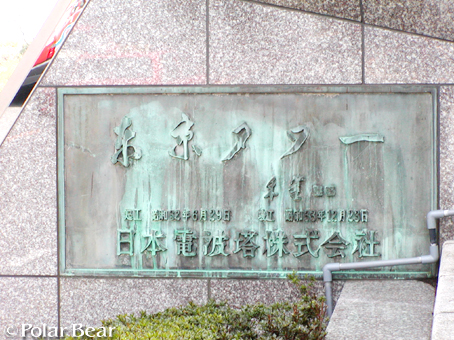 東京タワー
起工 昭和32年6月29日 竣工 昭和33年12月23日
日本電波塔株式会社
©Polar Bear